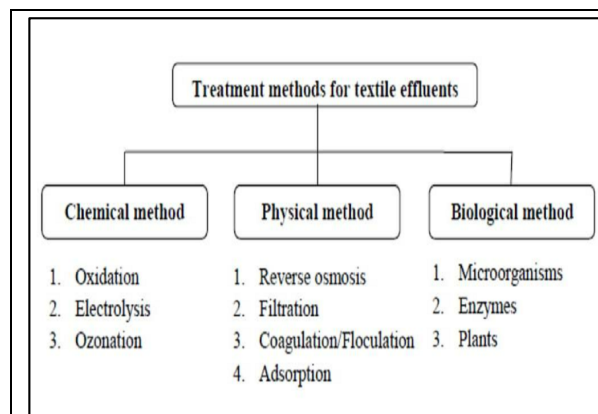 Treatment methods for textile effluents
Chemical method
1. Oxidation
2. Electrolysis
3. Ozonation
Physical method
1. Reverse osmosis
2. Filtration
3. Coagulation/Floculation
4. Adsorption
Biological method
1. Microorganisms
2. Enzymes
3. Plants